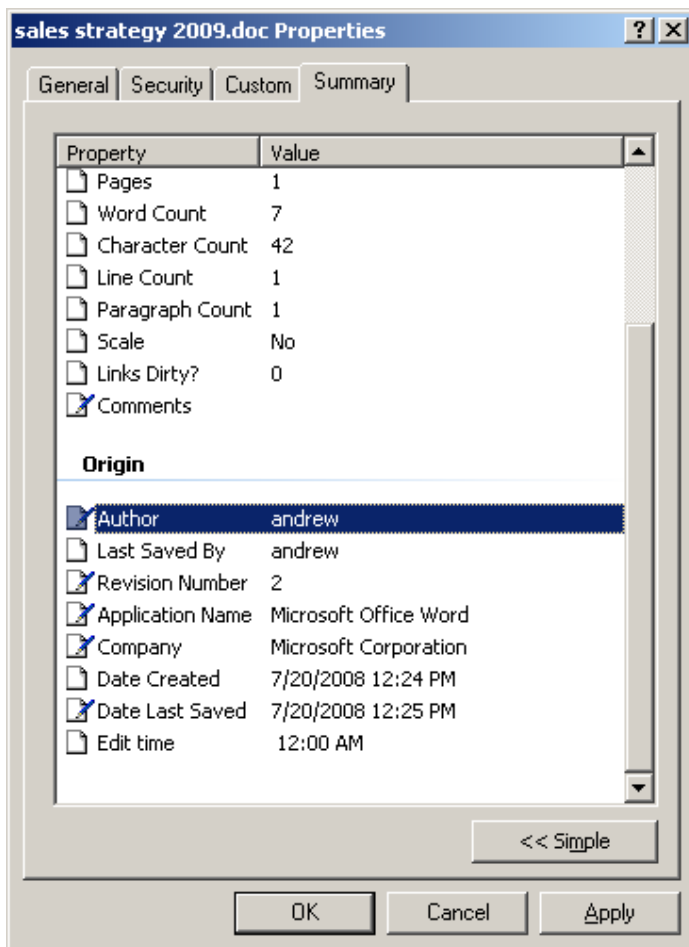 sales strategy 2009.doc Properties
General Security Custom Summary
Property Value
Pages 1
Word Count 7
Character Count 42
Line Count 1
Paragraph Count 1
Scale No
Links Dirty? 0
Comments
Origin
Author andrew
Last Saved By andrew
Revision Number 2
Application Name Microsoft Office Word
Company Microsoft Corporation
Date Created 7/20/2008 12:24 PM
Date Last Saved 7/20/2008 12:25 PM
Edit time 12:00 AM
<< Simple
OK Cancel Apply